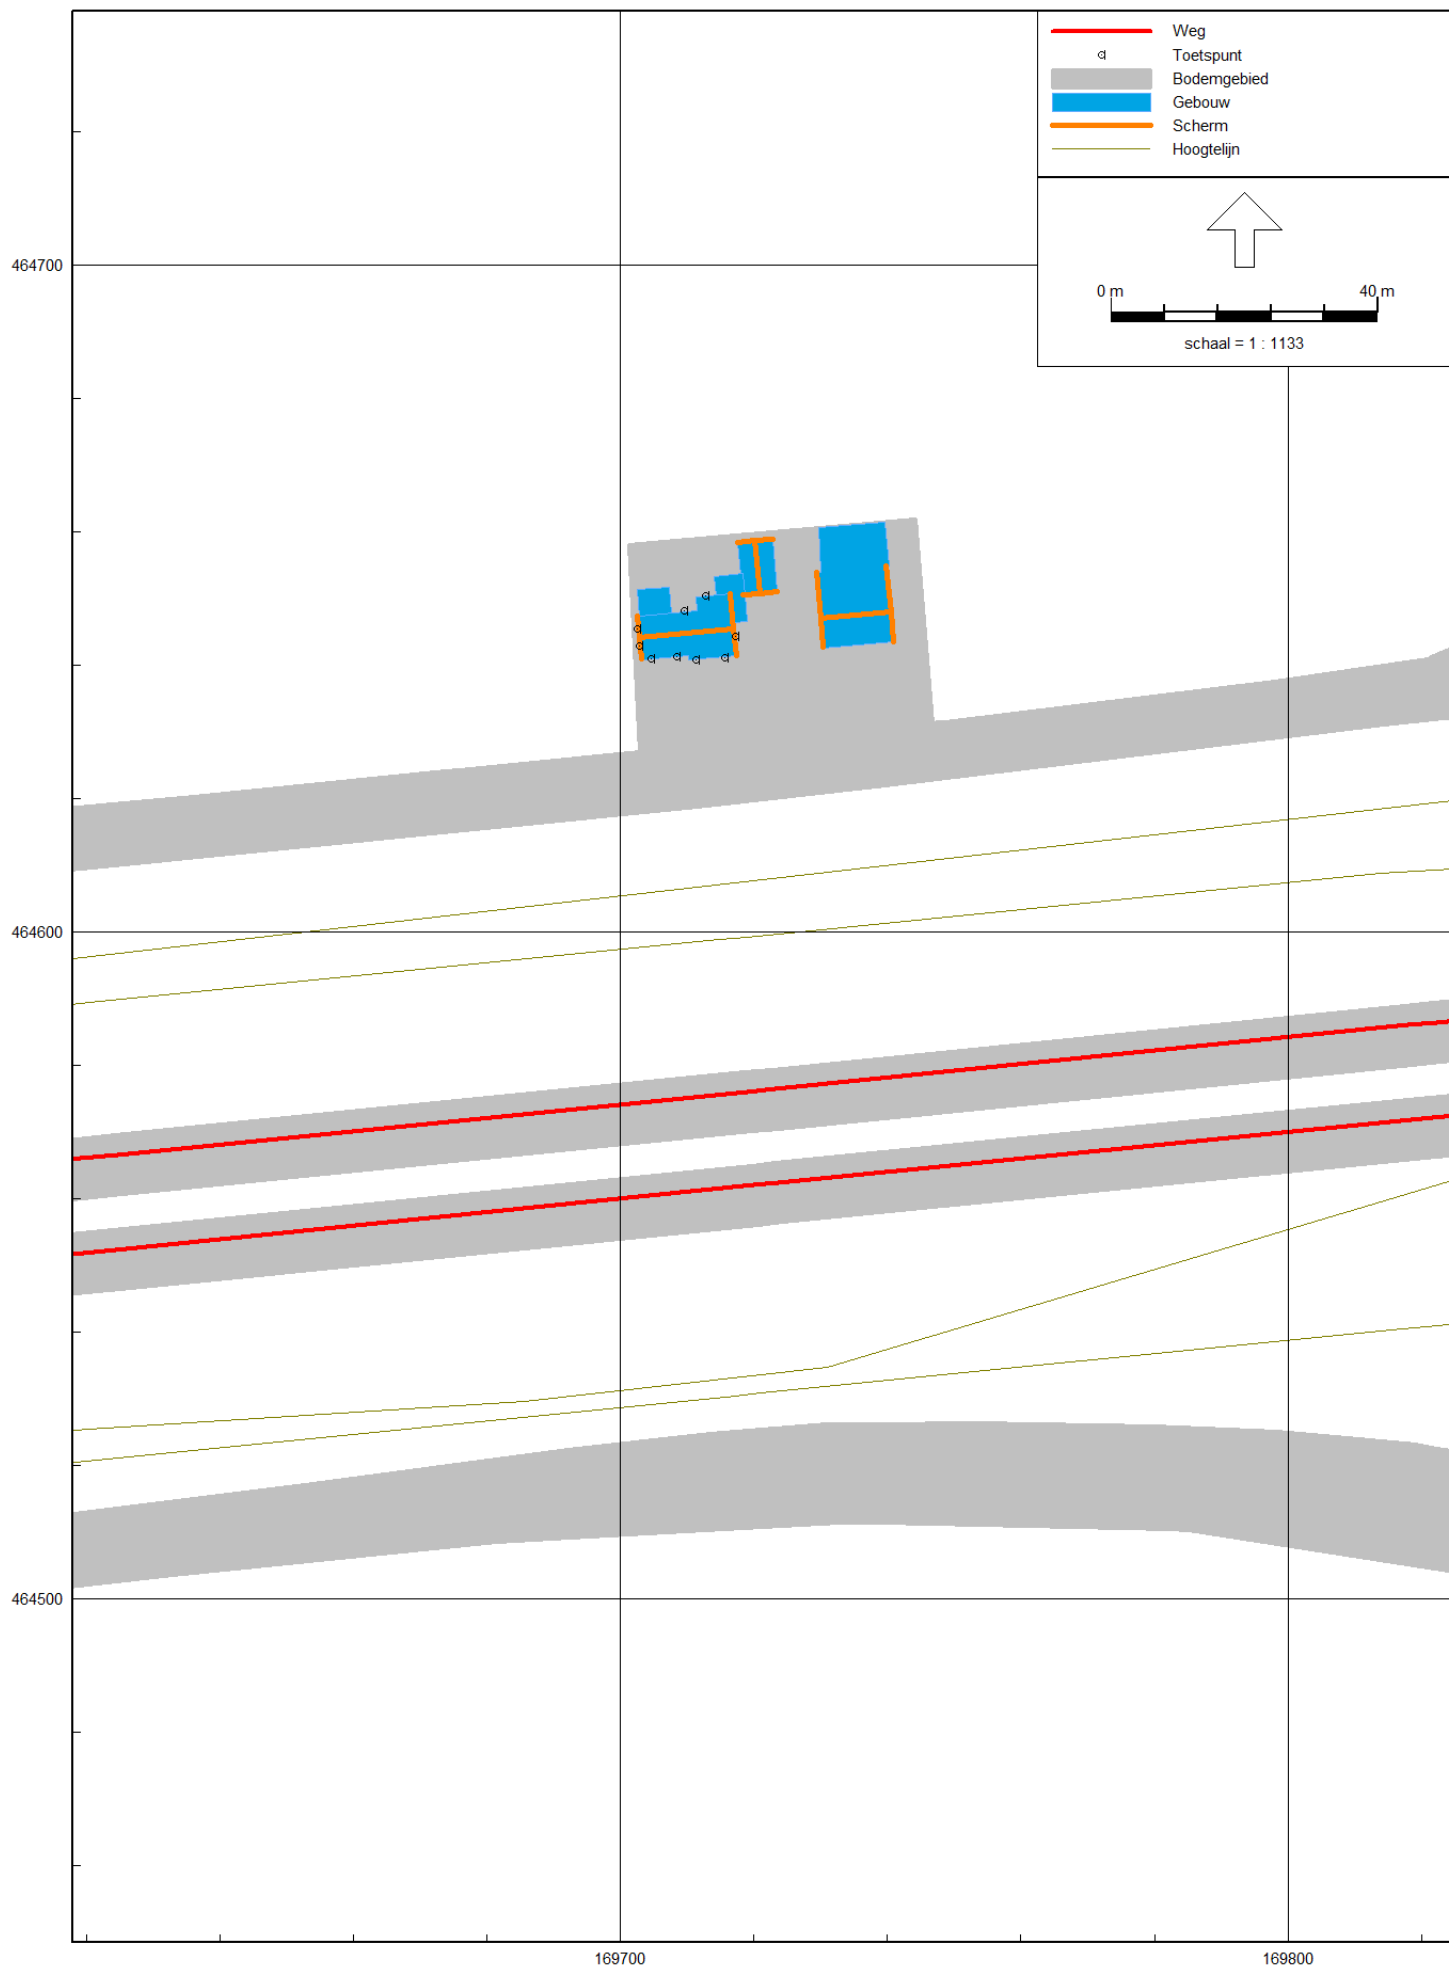 Weg
Toetspunt
Bodemgebied
Gebouw
Scherm
Hoogtelijn
0 m 40 m
schaal = 1 : 1133
464700
464600
464500
169700 169800